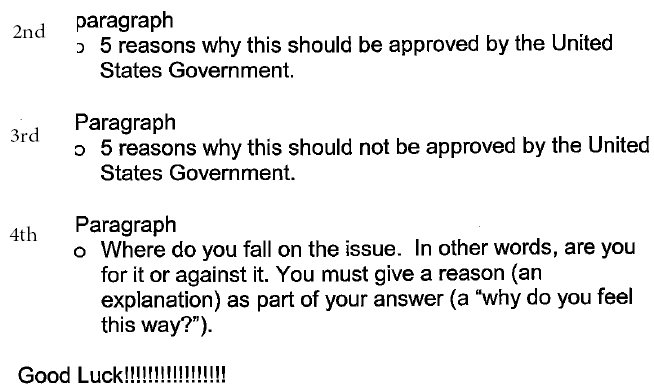 2nd paragraph
o 5 reasons why this should be approved by the United
States Government.
3rd Paragraph
o 5 reasons why this should not be approved by the United
States Government.
4th Paragraph
o Where do you fall on the issue. In other words, are you
for it or against it. You must give a reason (an
explanation) as part of your answer (a "why do you feel
this way?").
Good Luck!!!!!!!!!!!!!!!!!